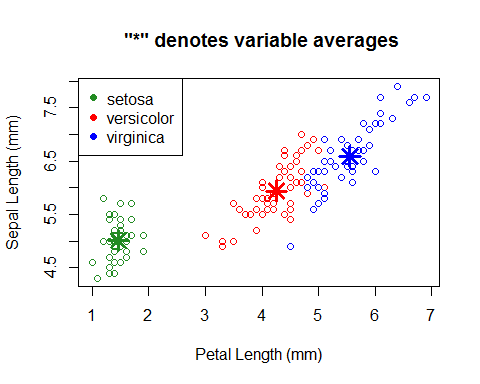 "*" denotes variable averages
setosa
versicolor
virginica
Sepal Length (mm)
7.5
6.5
5.5
4.5
1 2 3 4 5 6 7
Petal Length (mm)